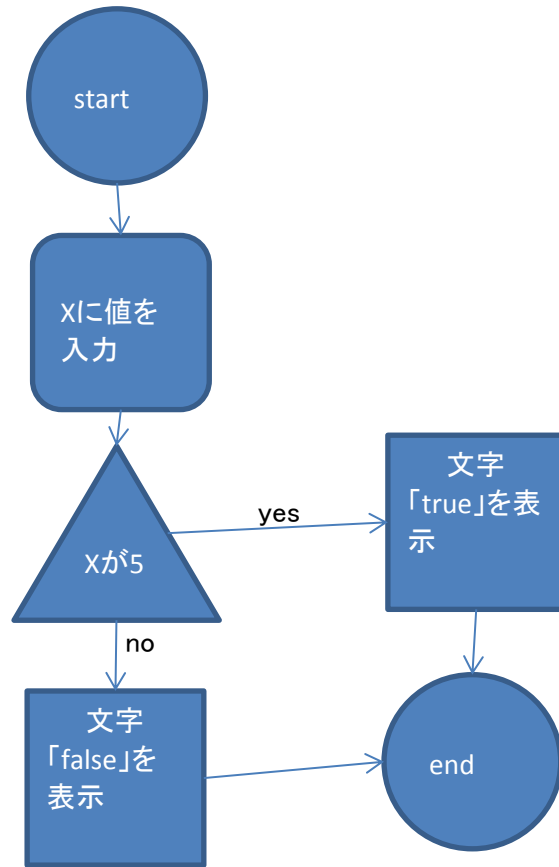 start
Xに値を
入力
Xが5
yes
文字
「true」を表
示
no
文字
「false」を
表示
end